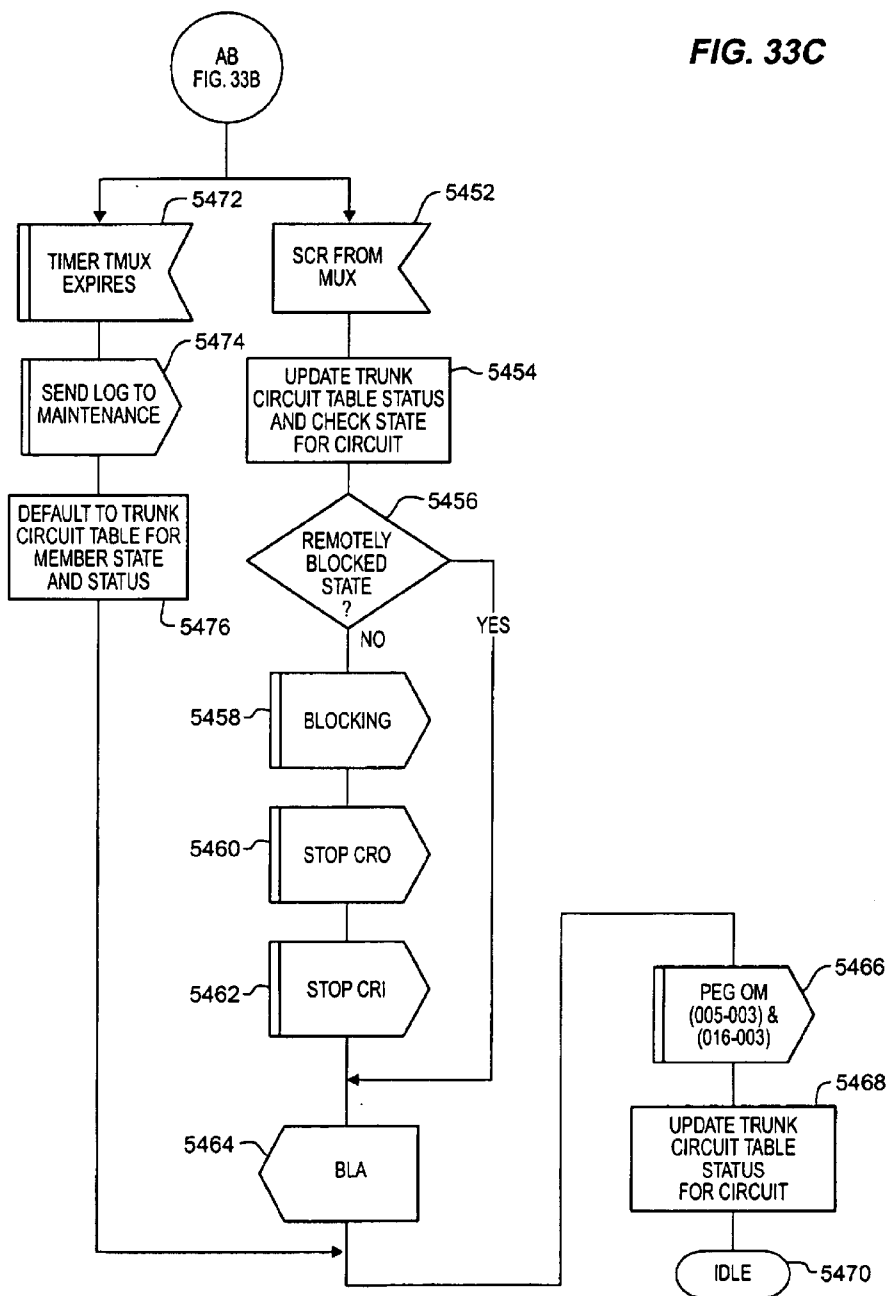 FIG. 33C
AB
FIG. 33B
5472
TIMER TMUX
EXPIRES
5474
SEND LOG TO
MAINTENANCE
DEFAULT TO TRUNK
CIRCUIT TABLE FOR
MEMBER STATE
AND STATUS
5476
5452
SCR FROM
MUX
5454
UPDATE TRUNK
CIRCUIT TABLE STATUS
AND CHECK STATE
FOR CIRCUIT
5456
REMOTELY
BLOCKED
STATE
?
YES
NO
5458
BLOCKING
5460
STOP CRO
5462
STOP CRI
5464
BLA
5466
PEG OM
(005-003) &
(016-003)
5468
UPDATE TRUNK
CIRCUIT TABLE
STATUS
FOR CIRCUIT
IDLE
5470